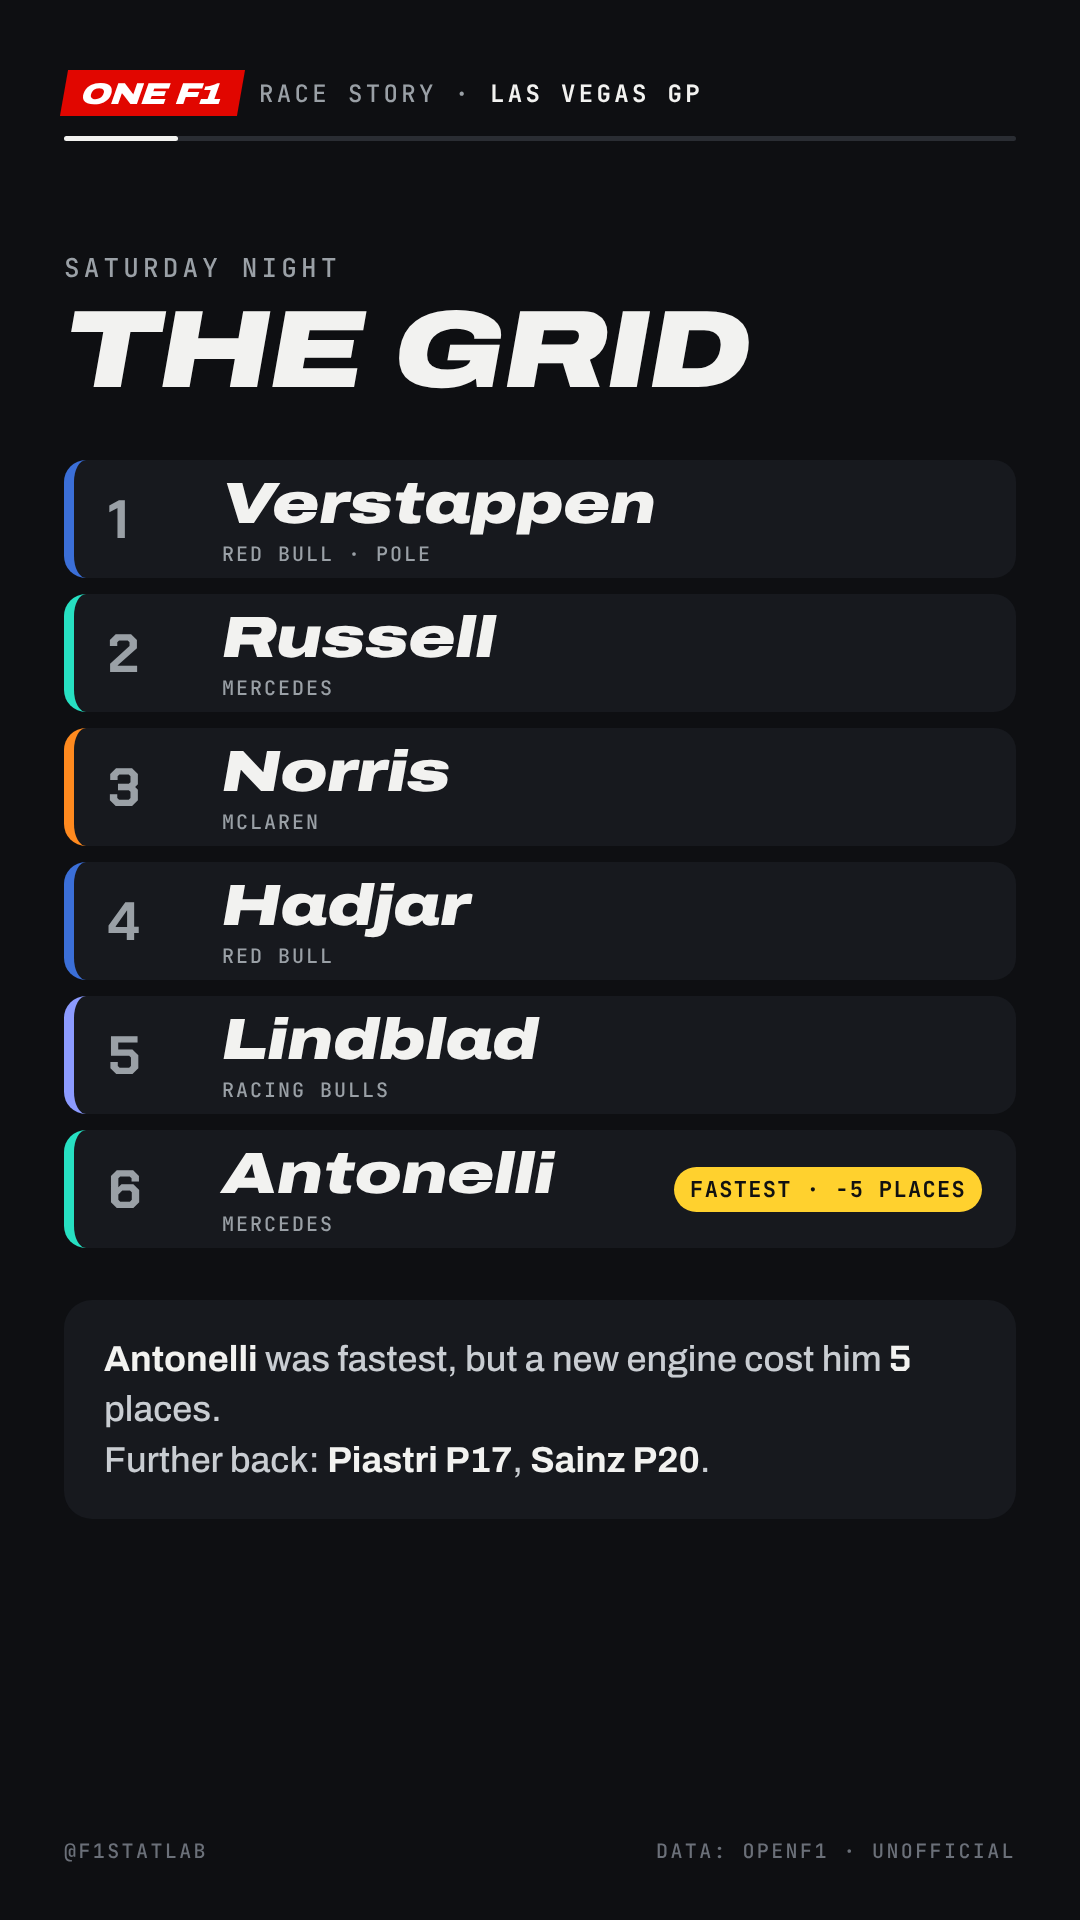 ONE F1 RACE STORY · LAS VEGAS GP
SATURDAY NIGHT
THE GRID
1 Verstappen
RED BULL · POLE
2 Russell
MERCEDES
3 Norris
MCLAREN
4 Hadjar
RED BULL
5 Lindblad
RACING BULLS
6 Antonelli FASTEST · -5 PLACES
MERCEDES
Antonelli was fastest, but a new engine cost him 5
places.
Further back: Piastri P17, Sainz P20.
@F1STATLAB DATA: OPENF1 · UNOFFICIAL